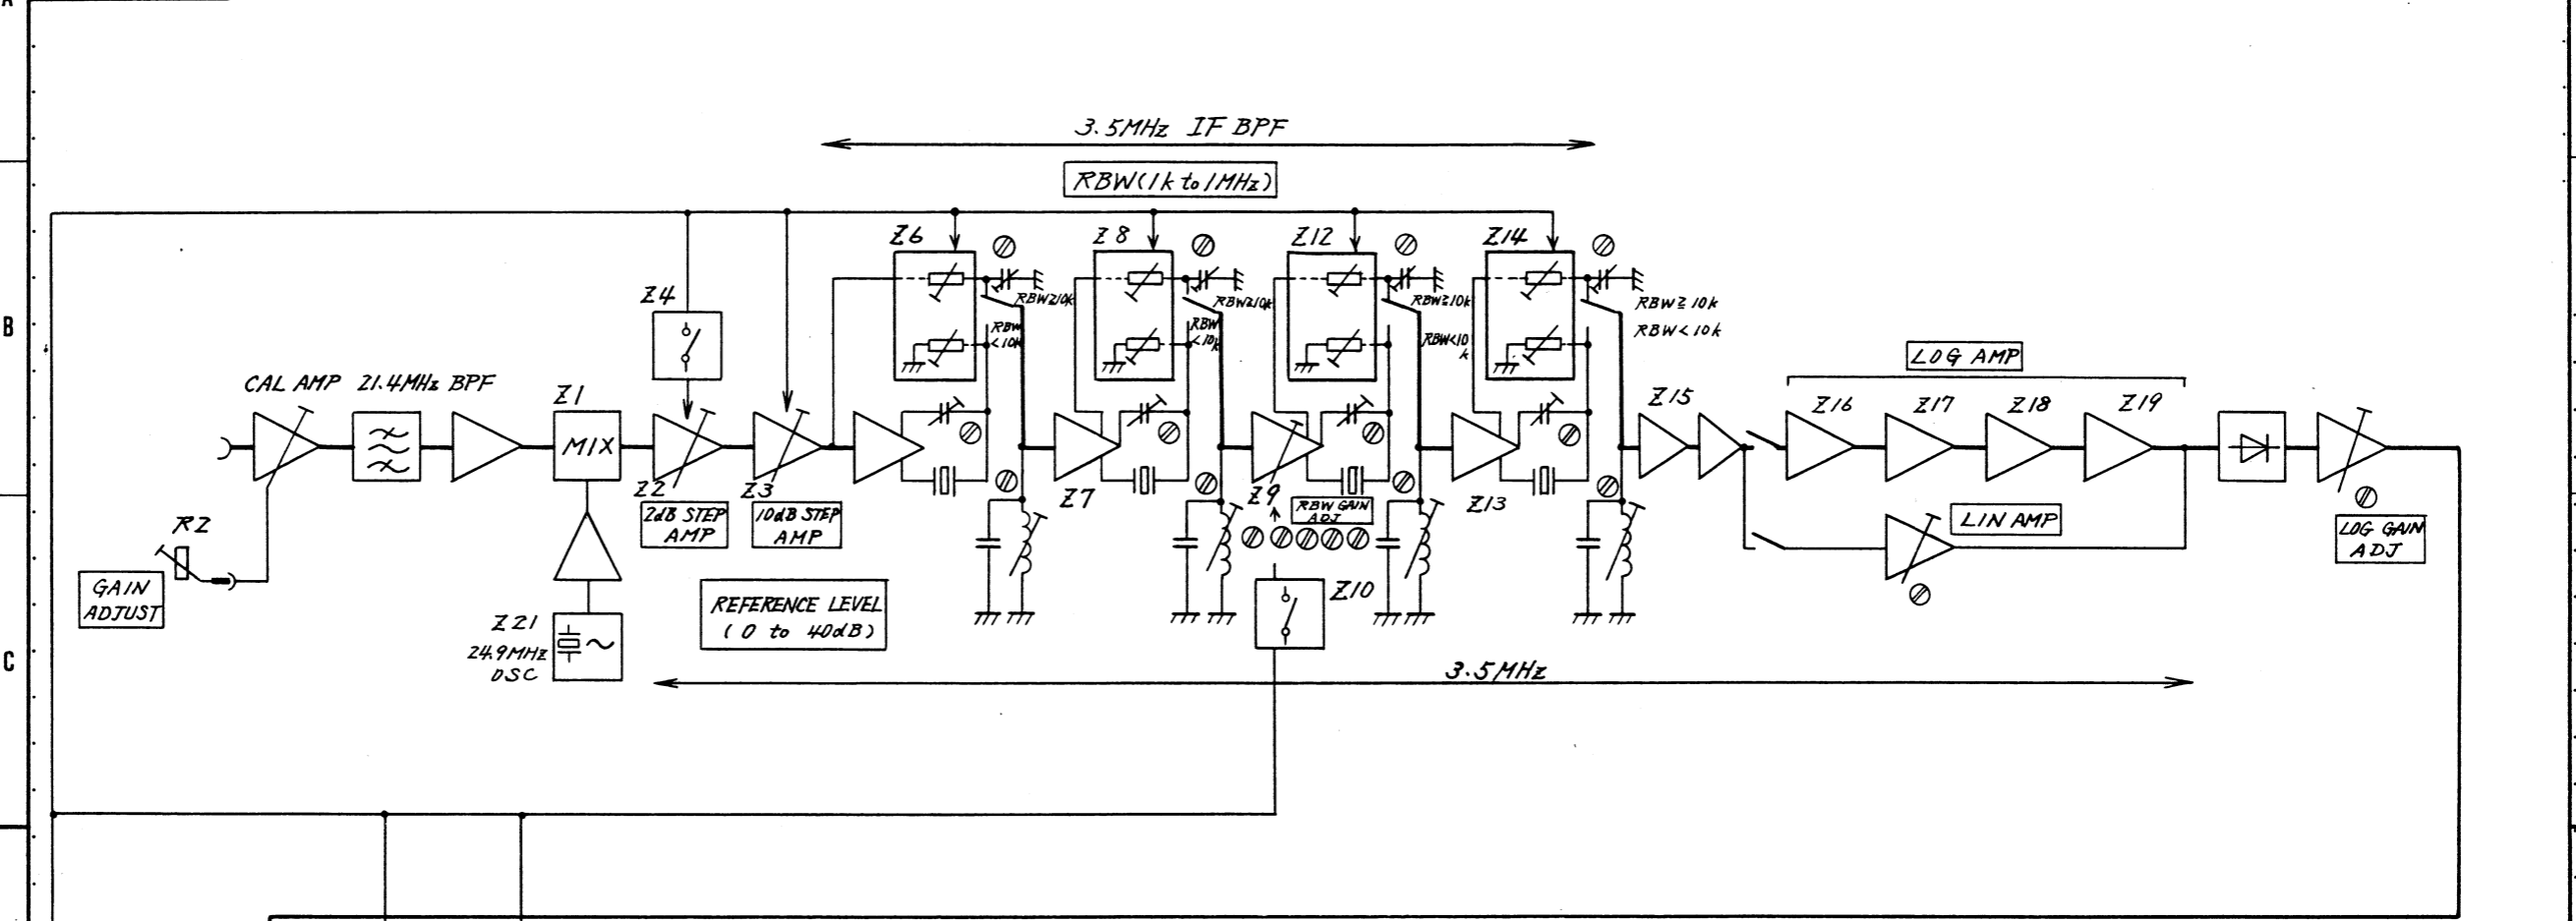 A
3.5MHz IF BPF
RBW(1k to 1MHz)
Z6
Z8
Z12
Z14
Z4
RBW≧10k
RBW
<10k
RBW≧10k
RBW
<10k
RBW≧10k
RBW<10
k
RBW≧10k
RBW<10k
B
CAL AMP
21.4MHz BPF
Z1
MIX
Z15
LOG AMP
Z16
Z17
Z18
Z19
Z2
Z3
2dB STEP
AMP
10dB STEP
AMP
Z7
Z9
RBW GAIN
ADJ
Z13
LIN AMP
LOG GAIN
ADJ
R2
GAIN
ADJUST
REFERENCE LEVEL
(0 to 40dB)
Z10
Z21
24.9MHz
OSC
C
3.5MHz